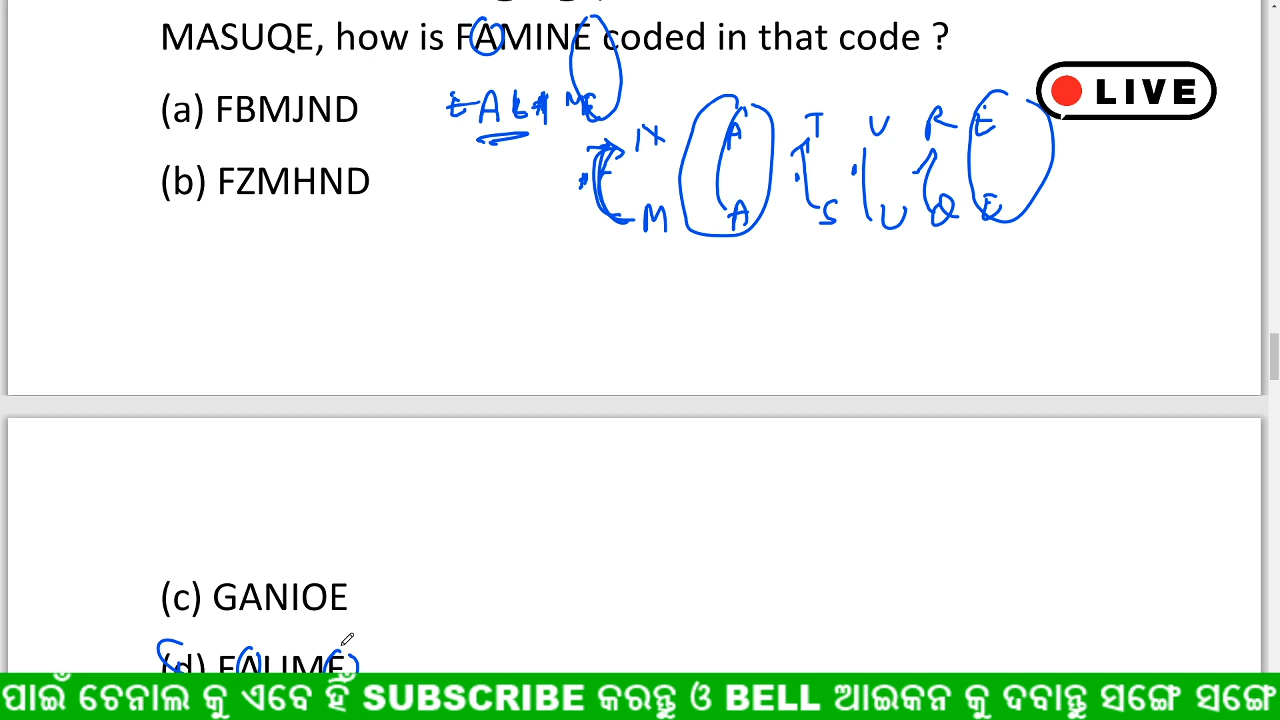 MASUQE, how is FAMINE coded in that code ?
(a) FBMJND
LIVE
N A T U R E
(b) FZMHND
M A S U Q E
(c) GANIOE
ପାଇଁ ଚେନାଲ କୁ ଏବେ ହିଁ SUBSCRIBE କରନ୍ତୁ ଓ BELL ଆଇକନ କୁ ଦବାନ୍ତୁ ସଙ୍ଗେ ସଙ୍ଗେ